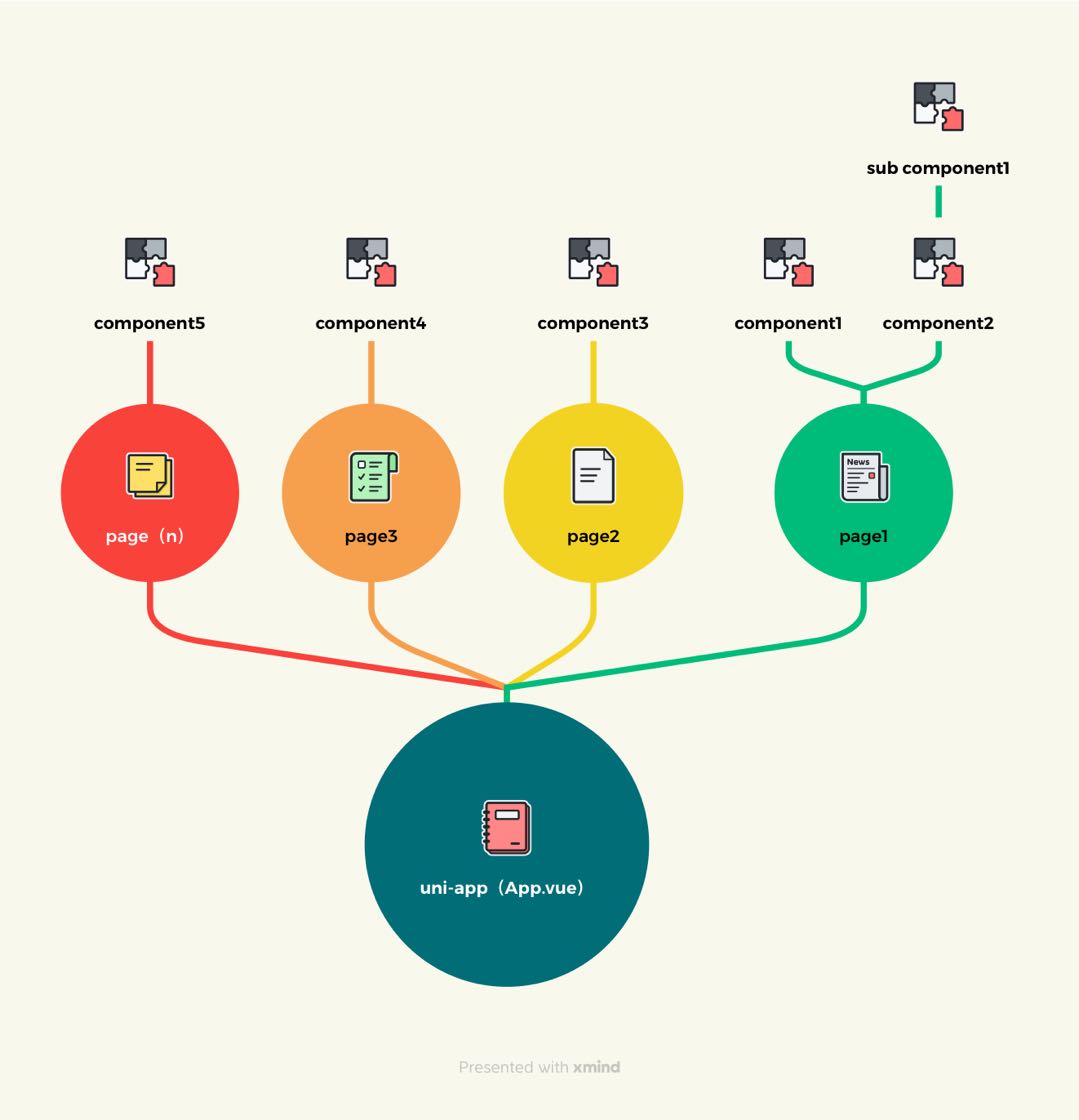 sub component1
component5
component4
component3
component1
component2
News
page（n）
page3
page2
page1
uni-app（App.vue）
Presented with xmind